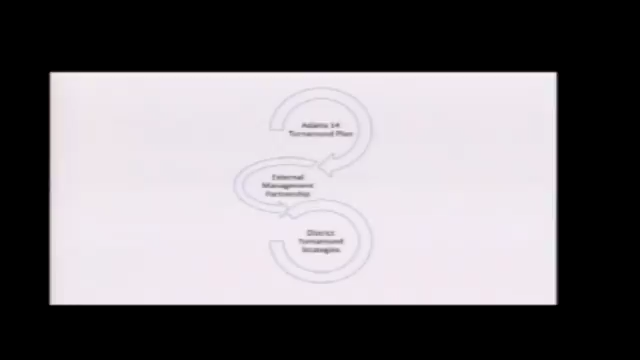 Adams 14
Turnaround Plan
External
Management
Partnership
District
Turnaround
Strategies